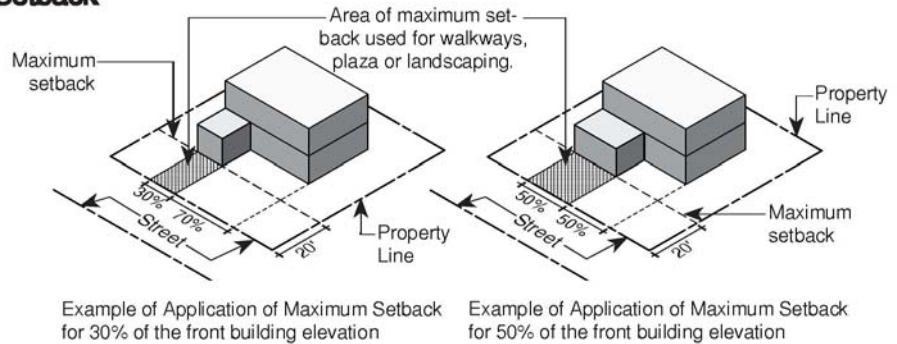 Setback
Area of maximum set-
back used for walkways,
plaza or landscaping.
Maximum
setback
Property
Line
30%
70%
Street
20'
Property
Line
50%
50%
Street
20'
Maximum
setback
Example of Application of Maximum Setback
for 30% of the front building elevation
Example of Application of Maximum Setback
for 50% of the front building elevation